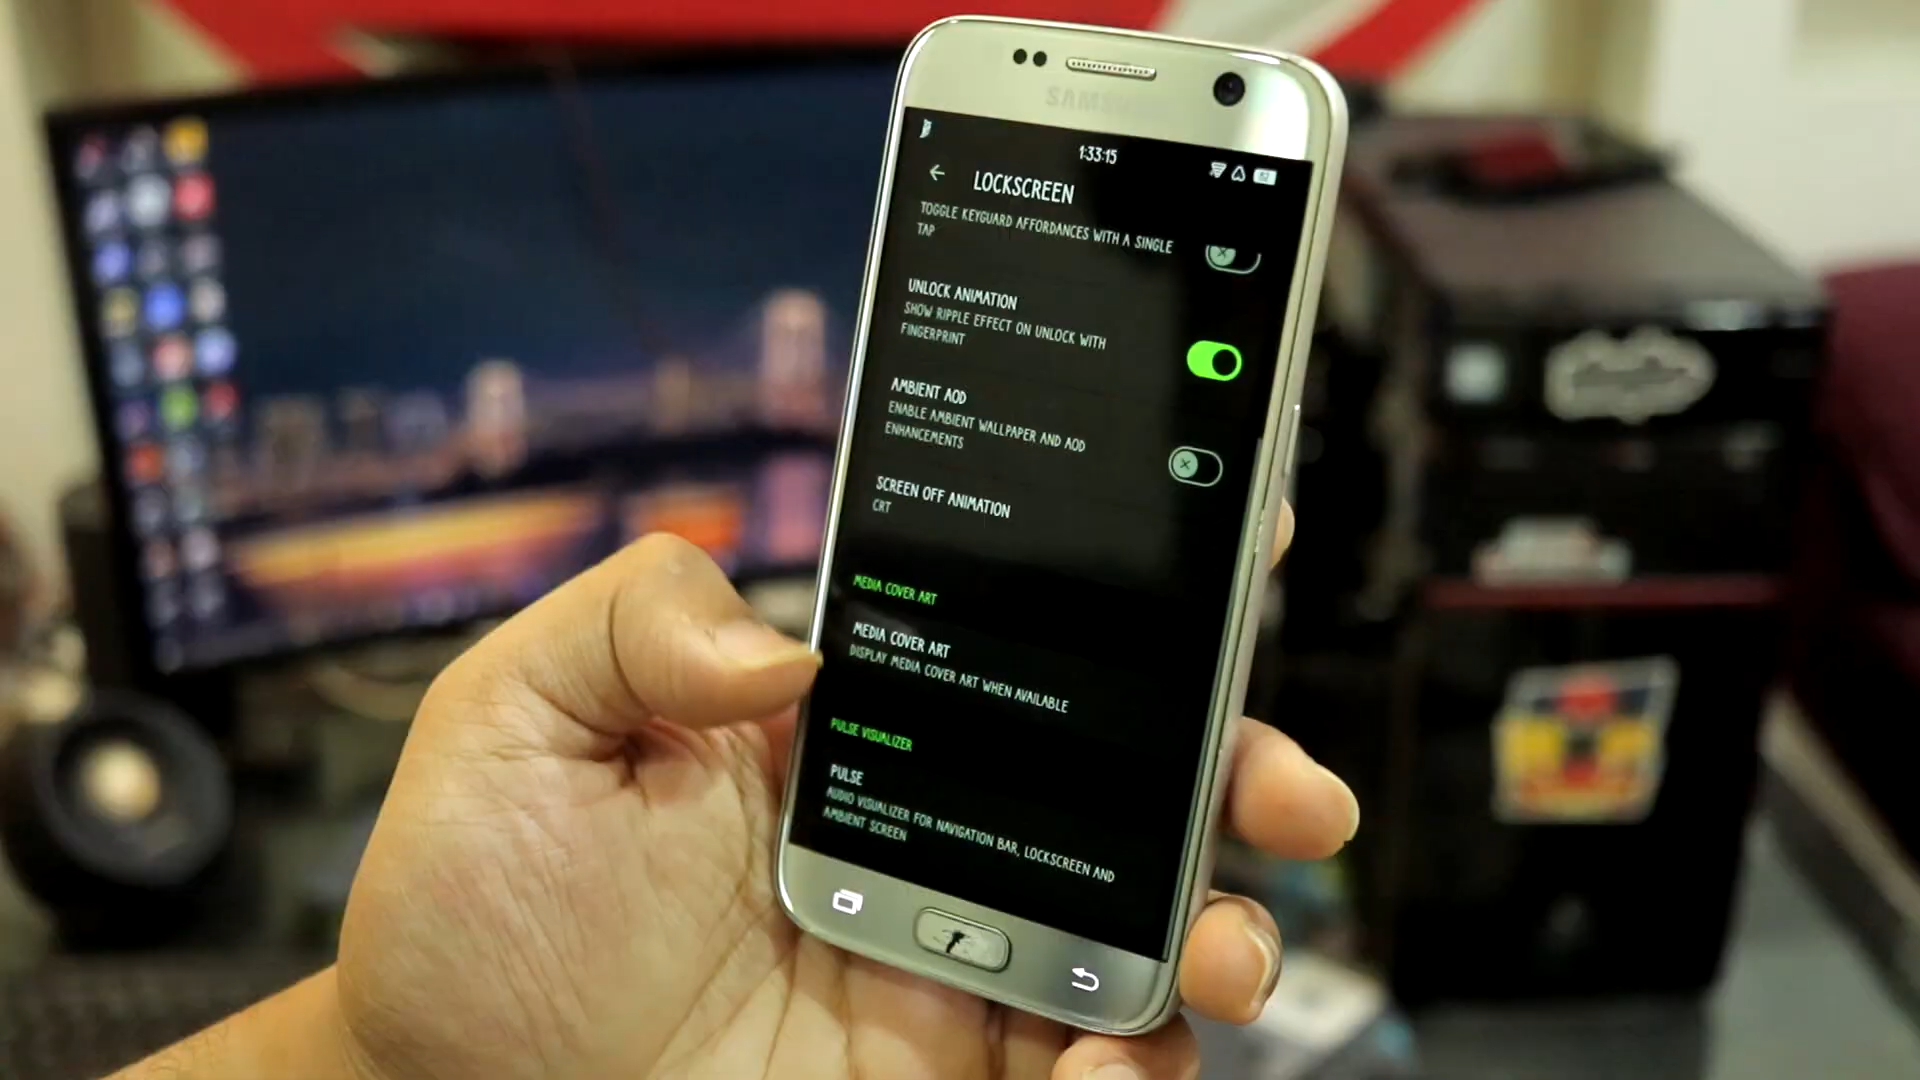 SAMSUNG
1:33:15
52
LOCKSCREEN
TOGGLE KEYGUARD AFFORDANCES WITH A SINGLE
TAP
UNLOCK ANIMATION
SHOW RIPPLE EFFECT ON UNLOCK WITH
FINGERPRINT
AMBIENT AOD
ENABLE AMBIENT WALLPAPER AND AOD
ENHANCEMENTS
SCREEN OFF ANIMATION
CRT
MEDIA COVER ART
MEDIA COVER ART
DISPLAY MEDIA COVER ART WHEN AVAILABLE
PULSE VISUALIZER
PULSE
AUDIO VISUALIZER FOR NAVIGATION BAR, LOCKSCREEN AND
AMBIENT SCREEN